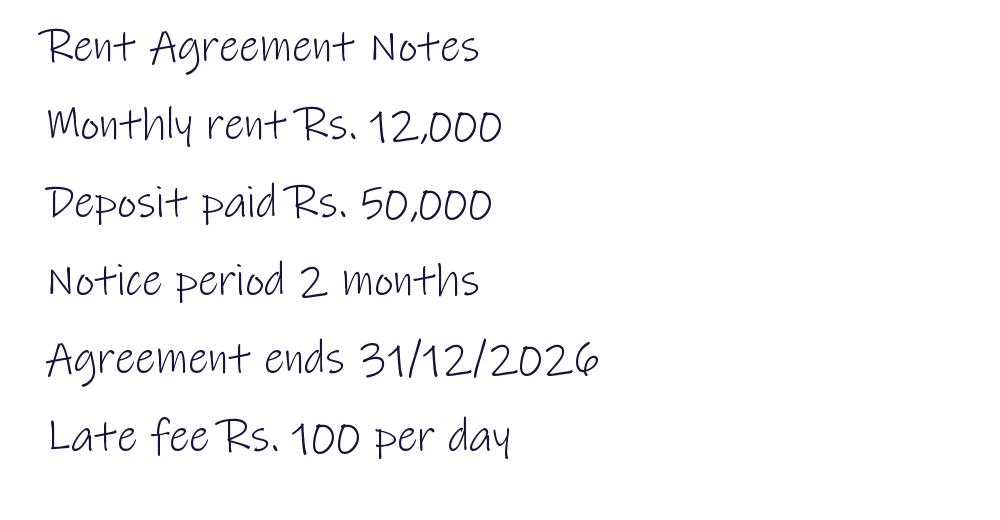 Rent Agreement Notes
Monthly rent Rs. 12,000
Deposit paid Rs. 50,000
Notice period 2 months
Agreement ends 31/12/2026
Late fee Rs. 100 per day